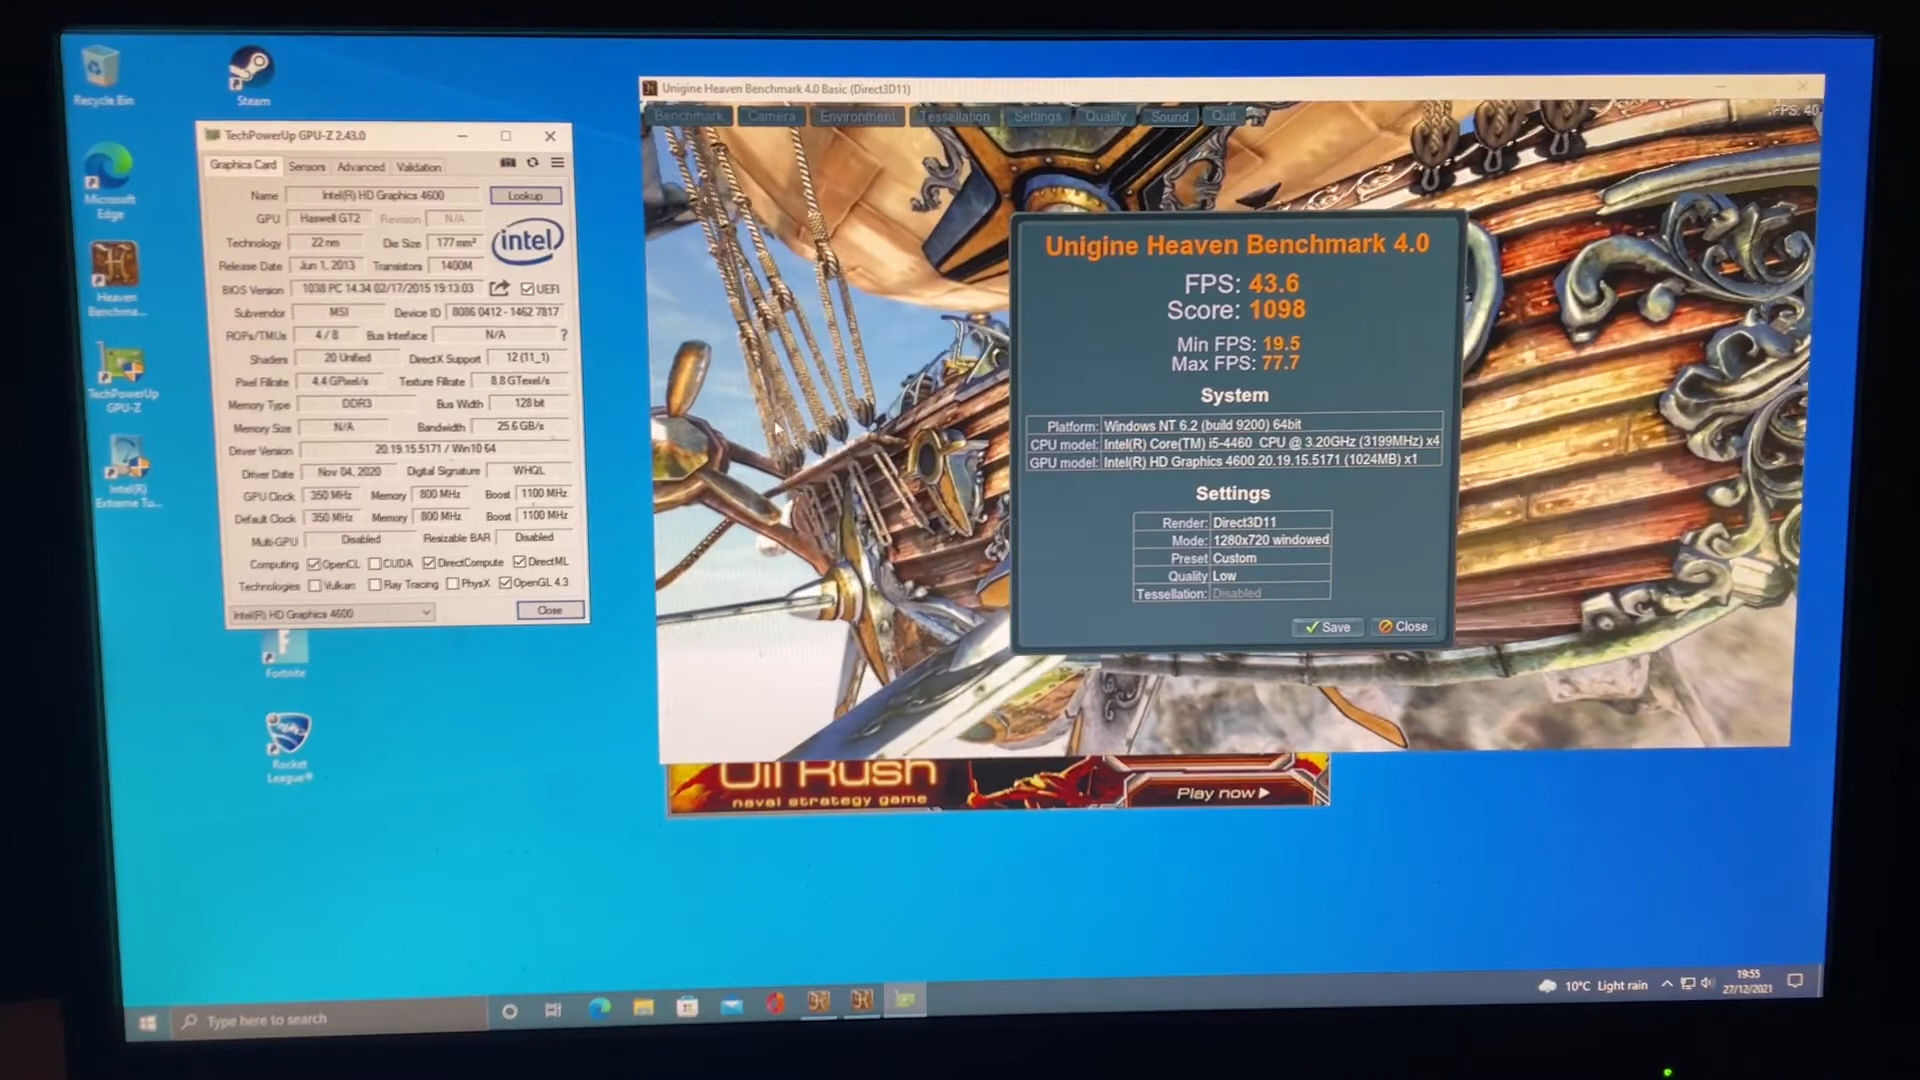 Recycle Bin
Steam
Microsoft
Edge
Heaven
Benchma...
TechPowerUp
GPU-Z
Intel(R)
Extreme Tu...
Fortnite
Rocket
League®
TechPowerUp GPU-Z 2.43.0
Graphics Card Sensors Advanced Validation
Name Intel(R) HD Graphics 4600 Lookup
GPU Haswell GT2 Revision N/A
intel
Technology 22 nm Die Size 177 mm²
Release Date Jun 1, 2013 Transistors 1400M
BIOS Version 1038 PC 14.34 02/17/2015 19:13:03 UEFI
Subvendor MSI Device ID 8086 0412 - 1462 7817
ROPs/TMUs 4 / 8 Bus Interface N/A ?
Shaders 20 Unified DirectX Support 12 (11_1)
Pixel Fillrate 4.4 GPixel/s Texture Fillrate 8.8 GTexel/s
Memory Type DDR3 Bus Width 128 bit
Memory Size N/A Bandwidth 25.6 GB/s
Driver Version 20.19.15.5171 / Win10 64
Driver Date Nov 04, 2020 Digital Signature WHQL
GPU Clock 350 MHz Memory 800 MHz Boost 1100 MHz
Default Clock 350 MHz Memory 800 MHz Boost 1100 MHz
Multi-GPU Disabled Resizable BAR Disabled
Computing OpenCL CUDA DirectCompute DirectML
Technologies Vulkan Ray Tracing PhysX OpenGL 4.3
Intel(R) HD Graphics 4600 Close
Unigine Heaven Benchmark 4.0 Basic (Direct3D11)
Benchmark Camera Environment Tessellation Settings Quality Sound Quit
FPS: 40
Unigine Heaven Benchmark 4.0
FPS: 43.6
Score: 1098
Min FPS: 19.5
Max FPS: 77.7
System
Platform: Windows NT 6.2 (build 9200) 64bit
CPU model: Intel(R) Core(TM) i5-4460 CPU @ 3.20GHz (3199MHz) x4
GPU model: Intel(R) HD Graphics 4600 20.19.15.5171 (1024MB) x1
Settings
Render: Direct3D11
Mode: 1280x720 windowed
Preset Custom
Quality Low
Tessellation: Disabled
Save Close
Oil Rush
naval strategy game
Play now
Type here to search
10°C Light rain
19:55
27/12/2021